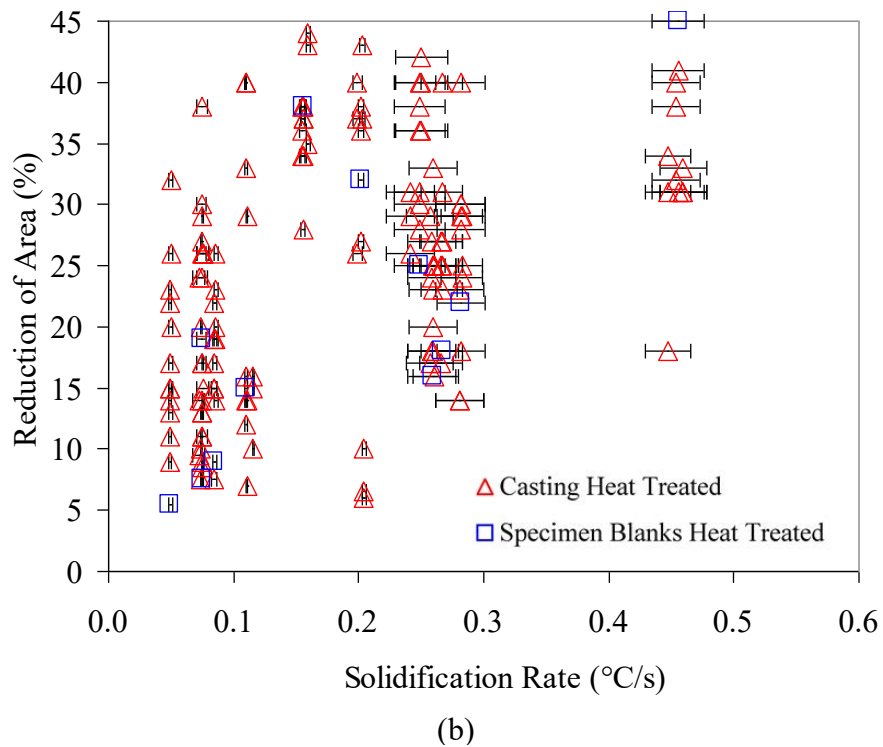 45
40
35
30
25
20
15
10
5
0
Reduction of Area (%)
Casting Heat Treated
Specimen Blanks Heat Treated
0.0 0.1 0.2 0.3 0.4 0.5 0.6
Solidification Rate (°C/s)
(b)